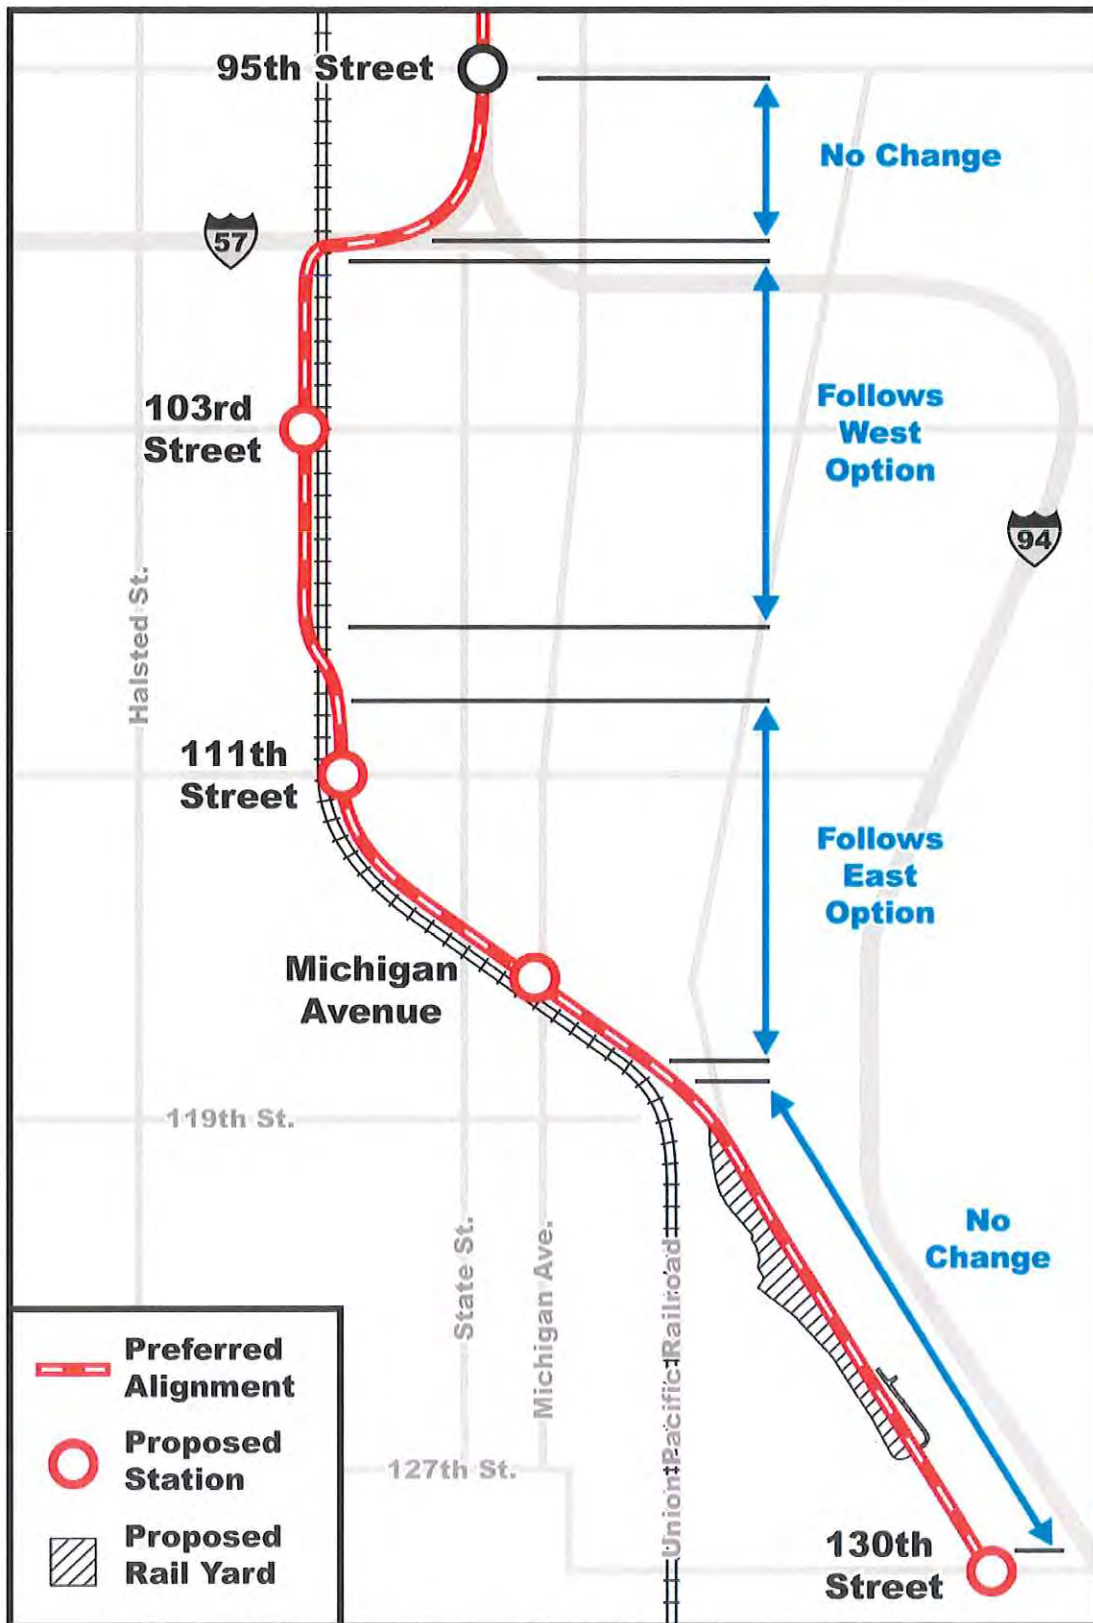 95th Street
No Change
57
103rd
Street
Follows
West
Option
94
Halsted St.
111th
Street
Follows
East
Option
Michigan
Avenue
119th St.
State St.
Michigan Ave.
Union Pacific Railroad
No
Change
127th St.
130th
Street
Preferred
Alignment
Proposed
Station
Proposed
Rail Yard